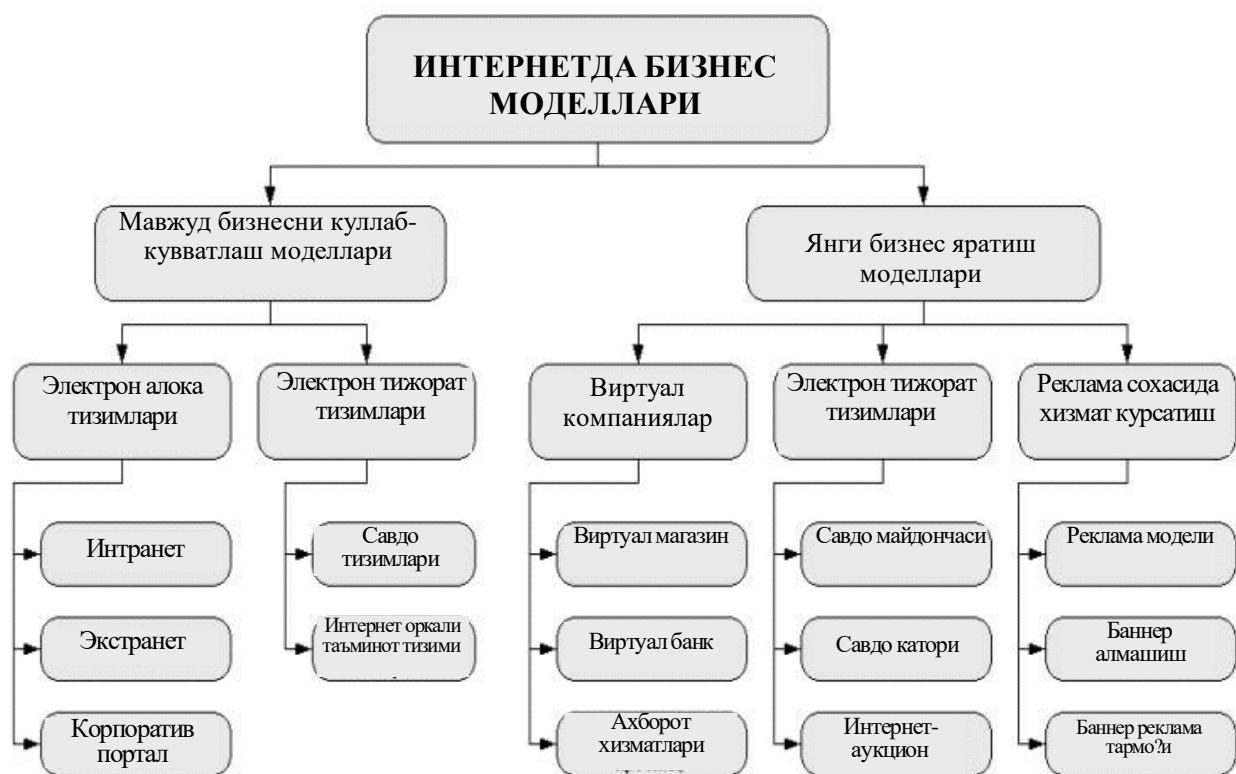 ИНТЕРНЕТДА БИЗНЕС
МОДЕЛЛАРИ
Мавжуд бизнесни куллаб-
кувватлаш моделлари
Янги бизнес яратиш
моделлари
Электрон алока
тизимлари
Электрон тижорат
тизимлари
Виртуал
компаниялар
Электрон тижорат
тизимлари
Реклама сохасида
хизмат курсатиш
Интранет
Экстранет
Корпоратив
портал
Савдо
тизимлари
Интернет оркали
таъминот тизими
Виртуал магазин
Виртуал банк
Ахборот
хизматлари
Савдо майдончаси
Савдо катори
Интернет-
аукцион
Реклама модели
Баннер
алмашиш
Баннер реклама
тармо?и